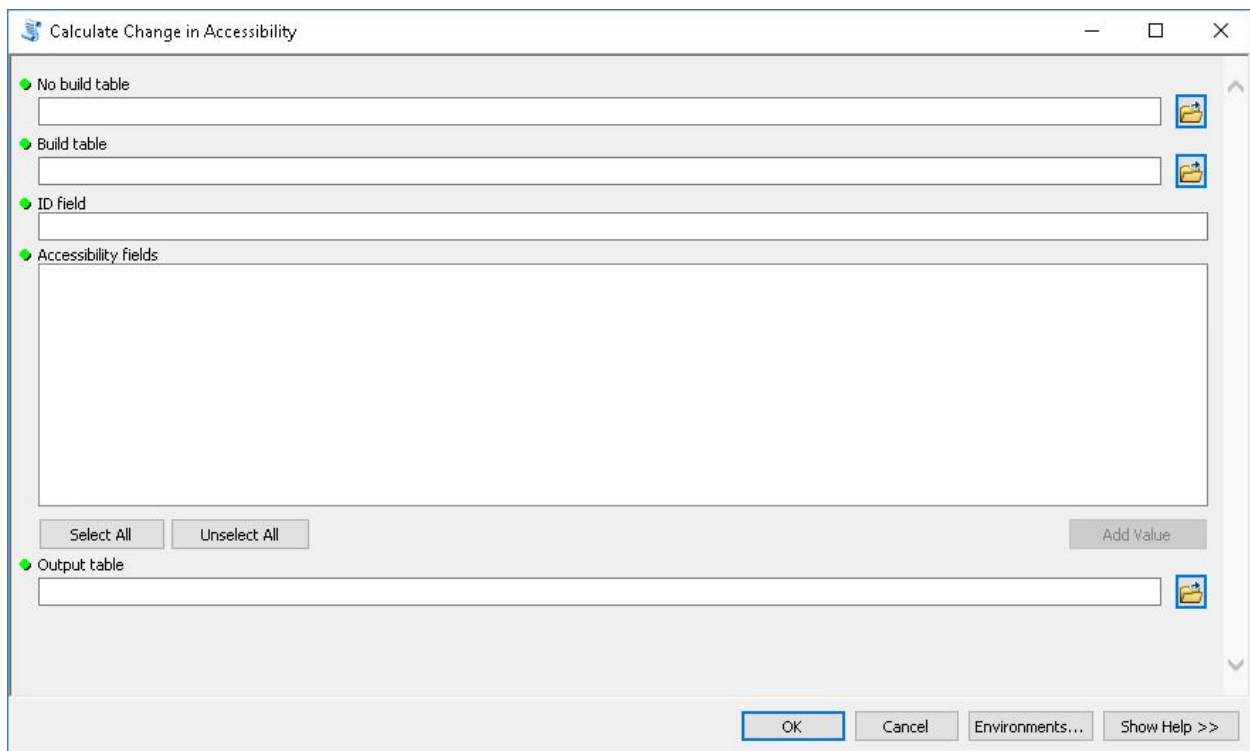 Calculate Change in Accessibility
No build table
Build table
ID field
Accessibility fields
Select All Unselect All Add Value
Output table
OK Cancel Environments... Show Help >>